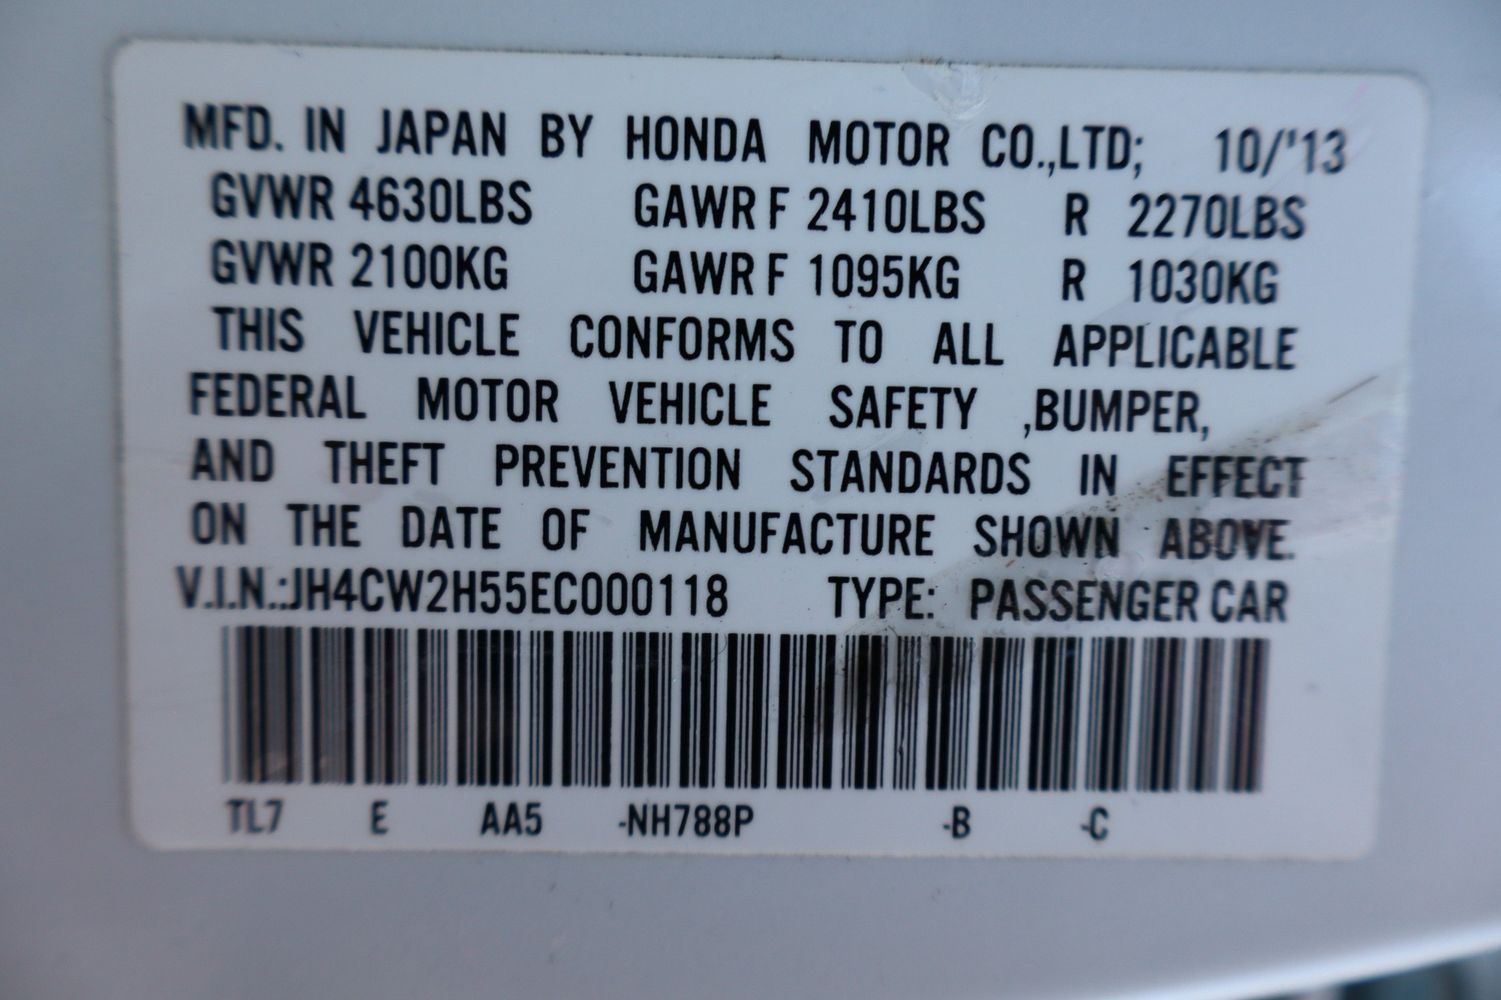 MFD. IN JAPAN BY HONDA MOTOR CO.,LTD; 10/'13
GVWR 4630LBS GAWR F 2410LBS R 2270LBS
GVWR 2100KG GAWR F 1095KG R 1030KG
THIS VEHICLE CONFORMS TO ALL APPLICABLE
FEDERAL MOTOR VEHICLE SAFETY ,BUMPER,
AND THEFT PREVENTION STANDARDS IN EFFECT
ON THE DATE OF MANUFACTURE SHOWN ABOVE.
V.I.N.:JH4CW2H55EC000118 TYPE: PASSENGER CAR
TL7 E AA5 -NH788P -B -C